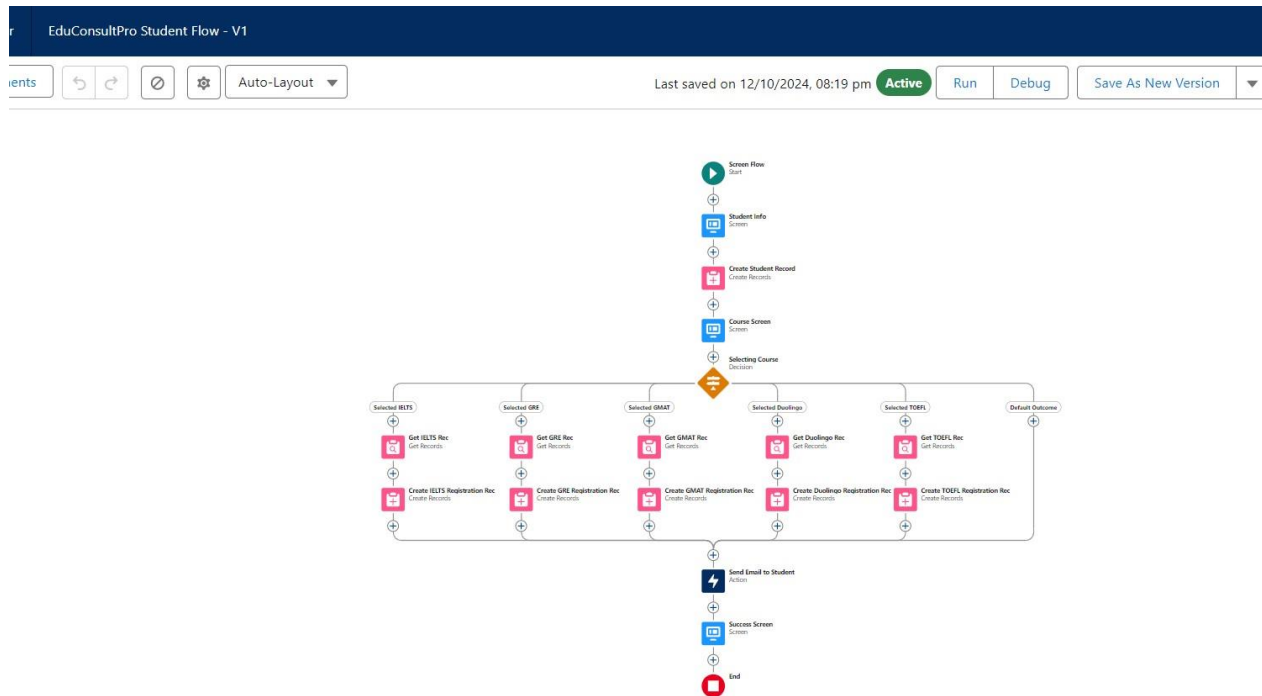 r EduConsultPro Student Flow - V1
ents Auto-Layout Last saved on 12/10/2024, 08:19 pm Active Run Debug Save As New Version
Screen Flow
Start
Student Info
Screen
Create Student Record
Create Records
Course Screen
Screen
Selecting Course
Decision
Selected IELTS Selected GRE Selected GMAT Selected Duolingo Selected TOEFL Default Outcome
Get IELTS Rec Get GRE Rec Get GMAT Rec Get Duolingo Rec Get TOEFL Rec
Get Records Get Records Get Records Get Records Get Records
Create IELTS Registration Rec Create GRE Registration Rec Create GMAT Registration Rec Create Duolingo Registration Rec Create TOEFL Registration Rec
Create Records Create Records Create Records Create Records Create Records
Send Email to Student
Action
Success Screen
Screen
End